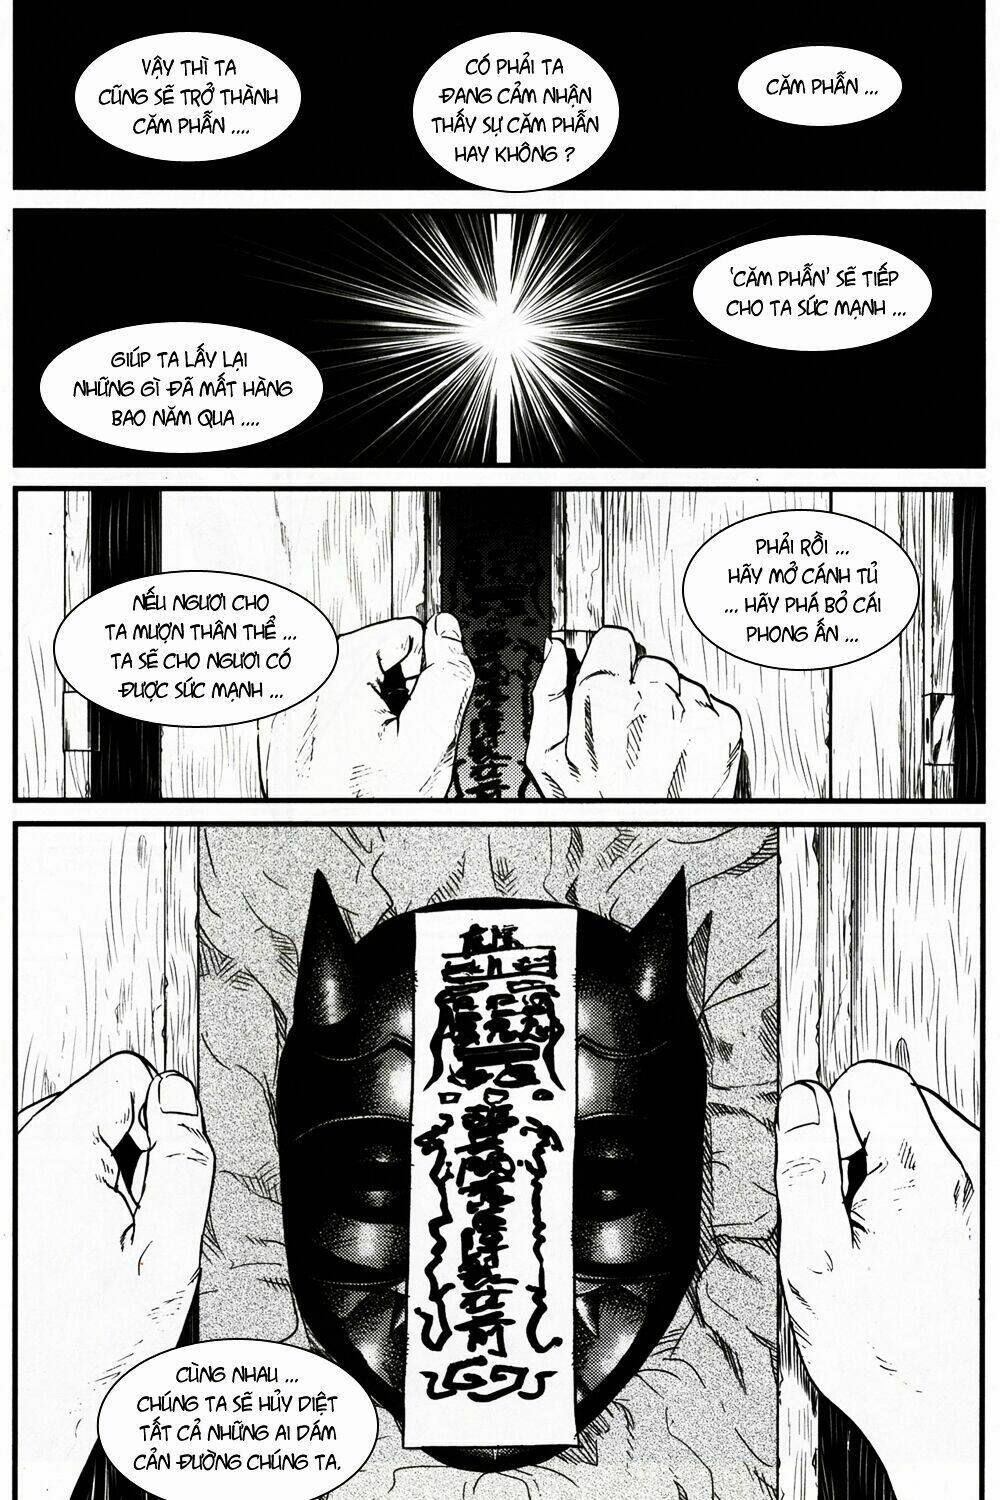 CĂM PHẪN ...
CÓ PHẢI TA
ĐANG CẢM NHẬN
THẤY SỰ CĂM PHẪN
HAY KHÔNG ?
VẬY THÌ TA
CŨNG SẼ TRỞ THÀNH
CĂM PHẪN ....
'CĂM PHẪN' SẼ TIẾP
CHO TA SỨC MẠNH ...
GIÚP TA LẤY LẠI
NHỮNG GÌ ĐÃ MẤT HÀNG
BAO NĂM QUA ....
PHẢI RỒI ...
HÃY MỞ CÁNH TỦ
... HÃY PHÁ BỎ CÁI
PHONG ẤN ...
NẾU NGƯƠI CHO
TA MƯỢN THÂN THỂ ...
TA SẼ CHO NGƯƠI CÓ
ĐƯỢC SỨC MẠNH ...
CÙNG NHAU ...
CHÚNG TA SẼ HỦY DIỆT
TẤT CẢ NHỮNG AI DÁM
CẢN ĐƯỜNG CHÚNG TA.